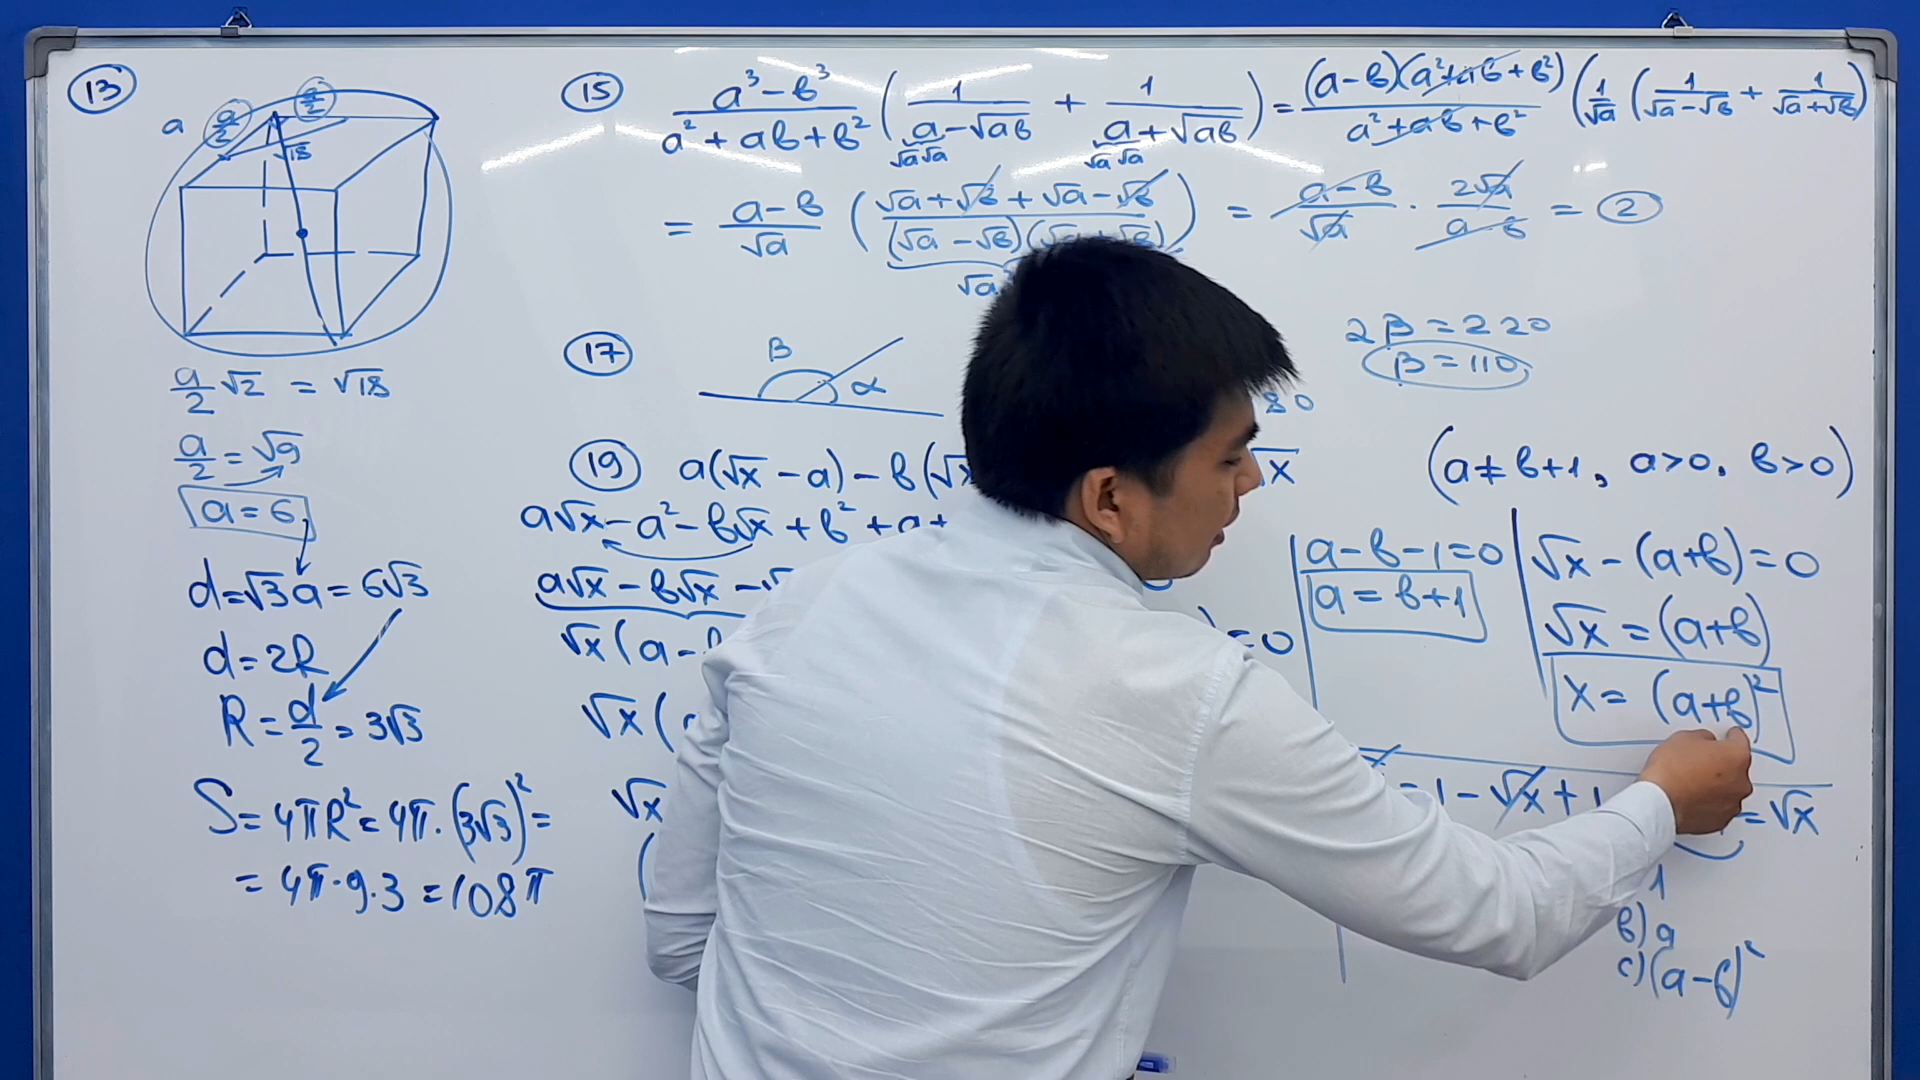 13
a a/2 a/2
√18
a/2 √2 = √18
a/2 = √9
a = 6
d = √3 a = 6√3
d = 2R
R = d/2 = 3√3
S = 4πR² = 4π · (3√3)² =
= 4π · 9 · 3 = 108π
15 (a³ − b³)/(a² + ab + b²) (1/(a − √ab) + 1/(a + √ab)) = (a − b)(a² + ab + b²)/(a² + ab + b²) (1/√a (1/(√a − √b) + 1/(√a + √b))
√a √a √a √a
= (a − b)/√a ((√a + √b + √a − √b)/((√a − √b)(√a + √b))) = (a − b)/√a · 2√a/(a − b) = 2
√a
17 β α
2β = 220
β = 110
80
19 a(√x − a) − b(√x √x (a ≠ b+1, a>0, b>0)
a√x − a² − b√x + b² + a +
a√x − b√x − √
√x (a − = 0
√x (
√x
(
a − b − 1 = 0
a = b + 1
√x − (a+b) = 0
√x = (a+b)
x = (a+b)²
= 1 − √x + 1 = √x
1
b) a
c) (a − b)²